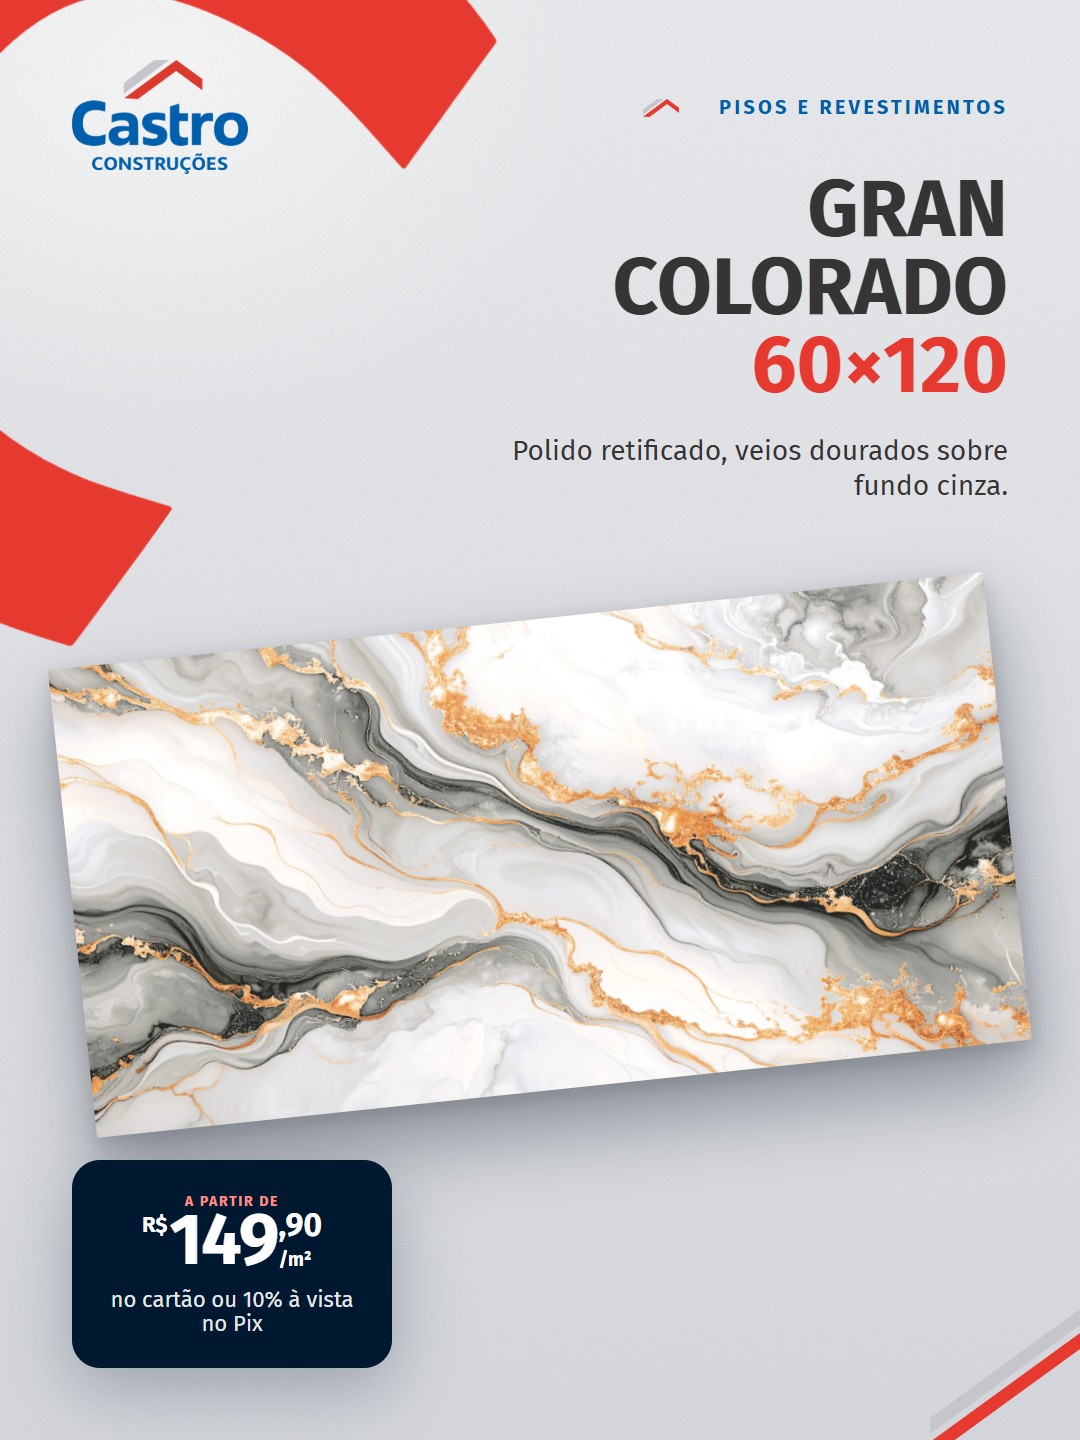 Castro
CONSTRUÇÕES
PISOS E REVESTIMENTOS
GRAN
COLORADO
60×120
Polido retificado, veios dourados sobre
fundo cinza.
A PARTIR DE
R$149,90
/m²
no cartão ou 10% à vista
no Pix